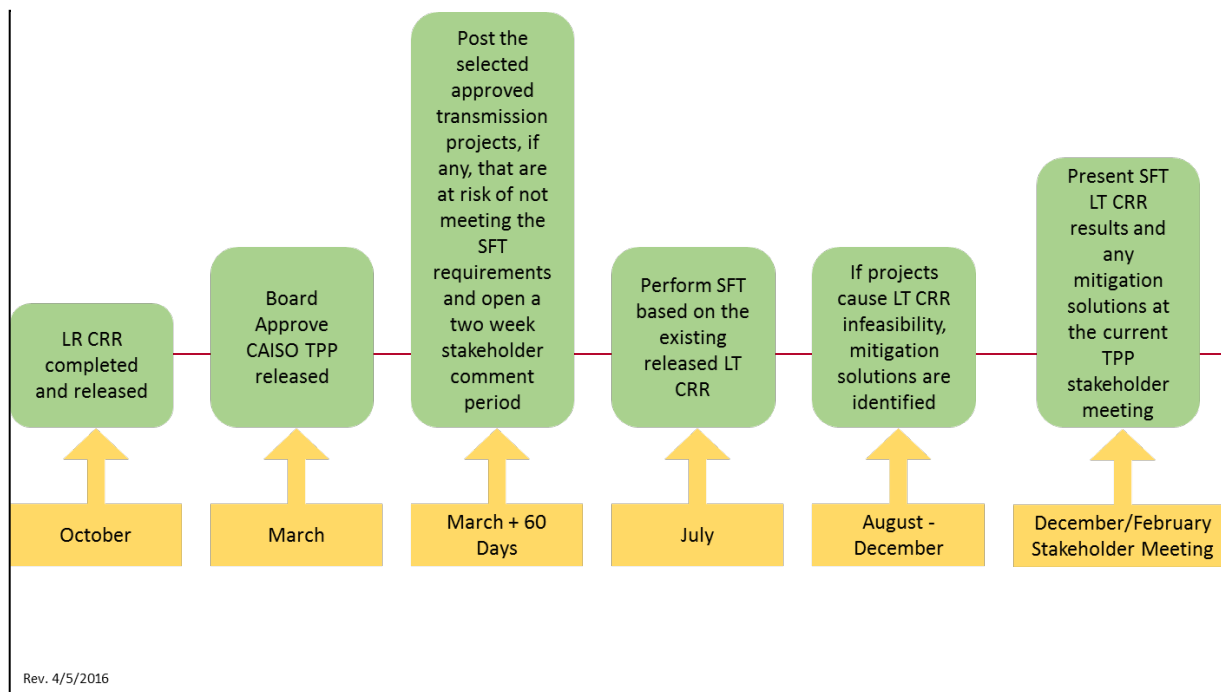 LR CRR
completed
and released
Board
Approve
CAISO TPP
released
Post the
selected
approved
transmission
projects, if
any, that are
at risk of not
meeting the
SFT
requirements
and open a
two week
stakeholder
comment
period
Perform SFT
based on the
existing
released LT
CRR
If projects
cause LT CRR
infeasibility,
mitigation
solutions are
identified
Present SFT
LT CRR
results and
any
mitigation
solutions at
the current
TPP
stakeholder
meeting
October
March
March + 60
Days
July
August -
December
December/February
Stakeholder Meeting
Rev. 4/5/2016